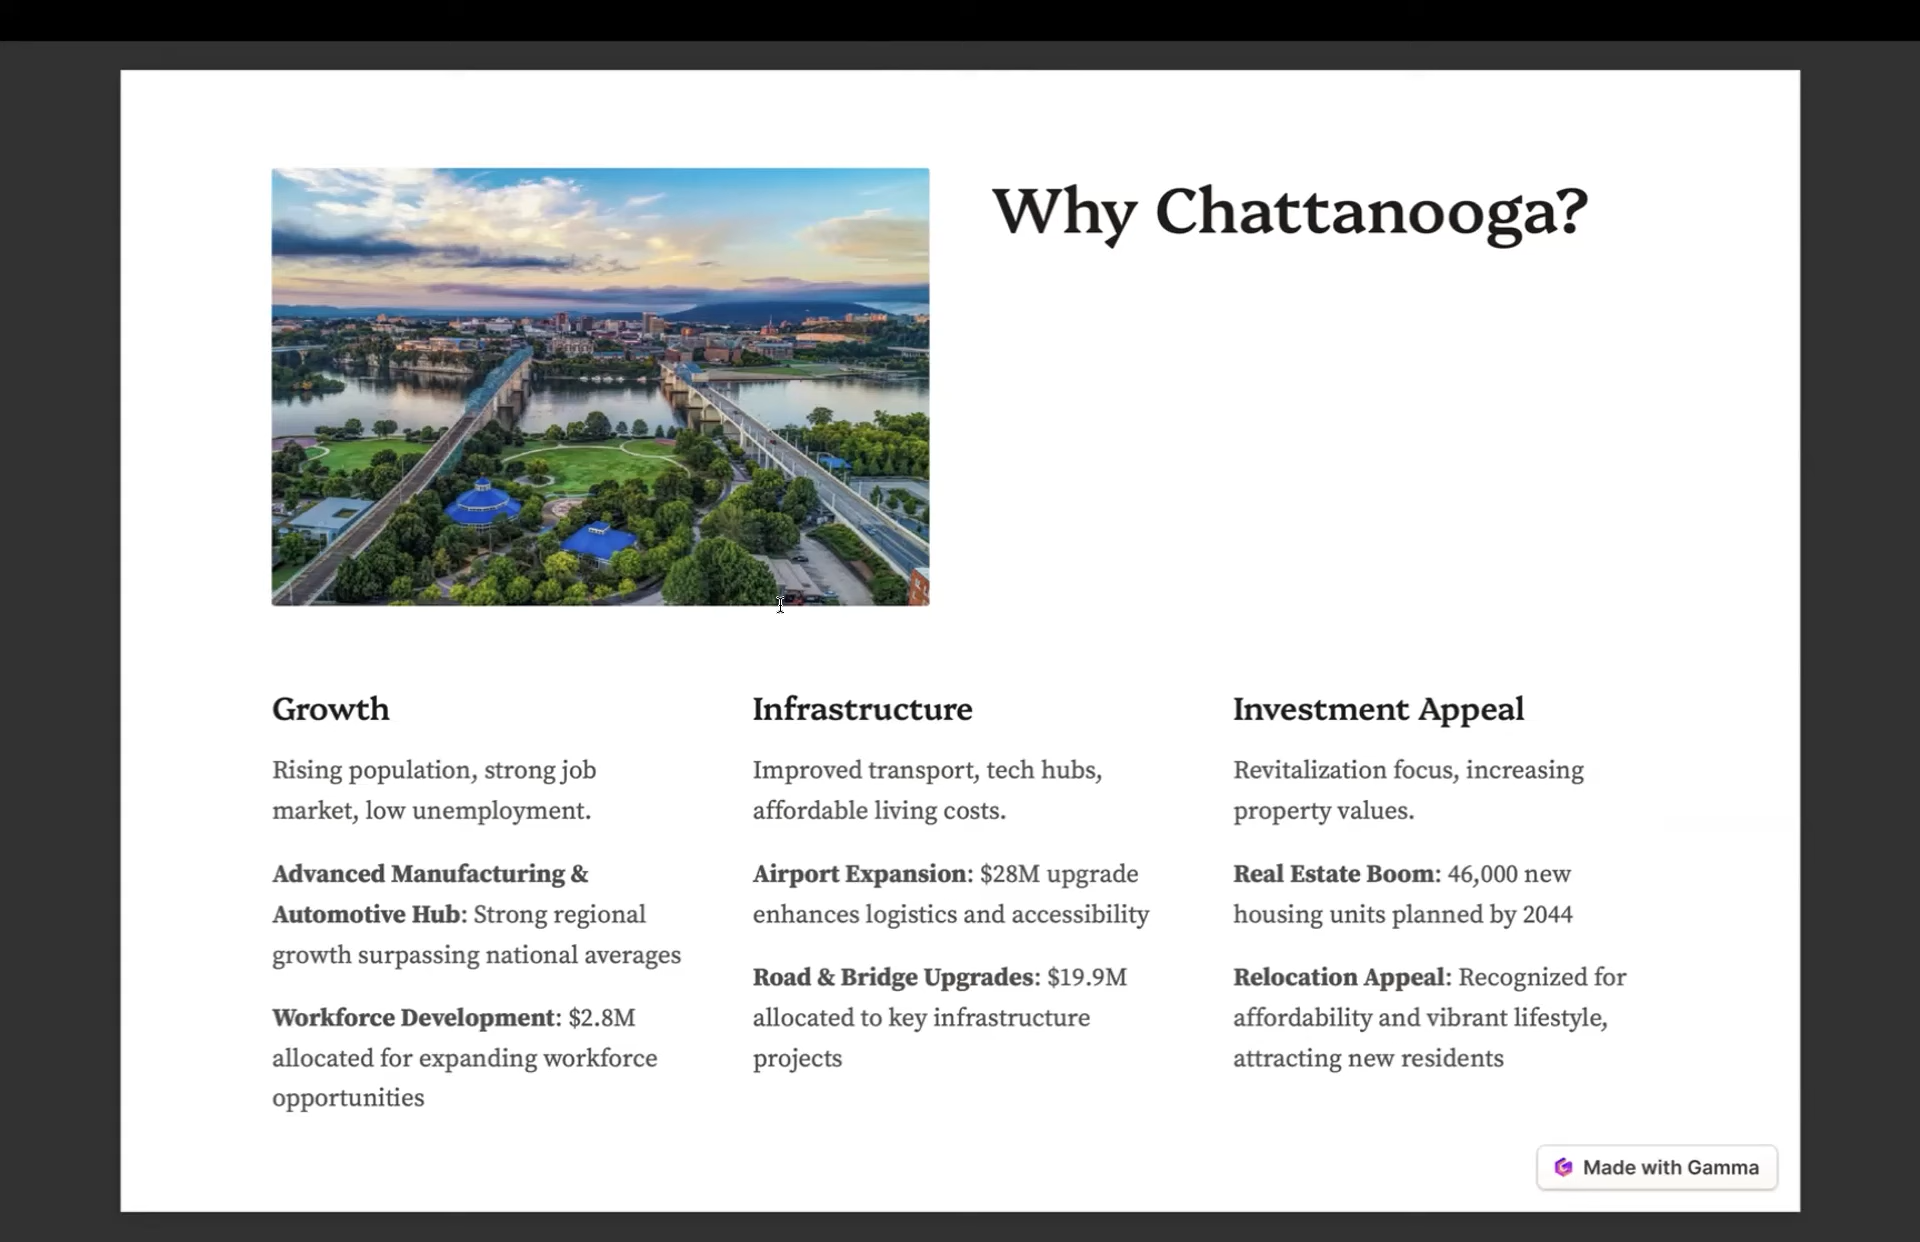 Why Chattanooga?
Growth
Rising population, strong job
market, low unemployment.
Advanced Manufacturing &
Automotive Hub: Strong regional
growth surpassing national averages
Workforce Development: $2.8M
allocated for expanding workforce
opportunities
Infrastructure
Improved transport, tech hubs,
affordable living costs.
Airport Expansion: $28M upgrade
enhances logistics and accessibility
Road & Bridge Upgrades: $19.9M
allocated to key infrastructure
projects
Investment Appeal
Revitalization focus, increasing
property values.
Real Estate Boom: 46,000 new
housing units planned by 2044
Relocation Appeal: Recognized for
affordability and vibrant lifestyle,
attracting new residents
Made with Gamma